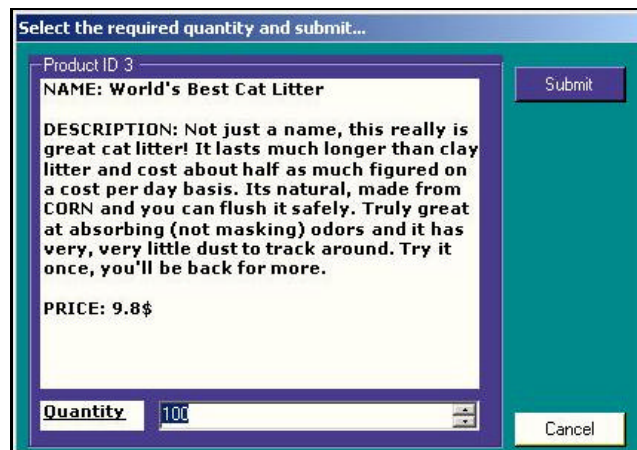 Select the required quantity and submit...
Product ID 3
NAME: World's Best Cat Litter
DESCRIPTION: Not just a name, this really is
great cat litter! It lasts much longer than clay
litter and cost about half as much figured on
a cost per day basis. Its natural, made from
CORN and you can flush it safely. Truly great
at absorbing (not masking) odors and it has
very, very little dust to track around. Try it
once, you'll be back for more.
PRICE: 9.8$
Quantity
100
Submit
Cancel